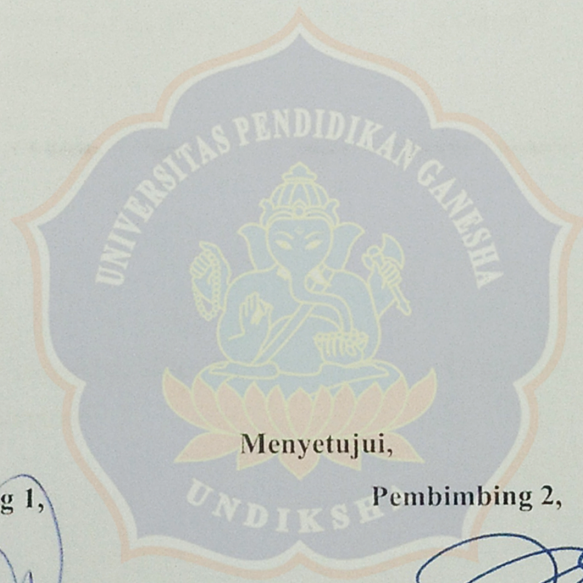 UNIVERSITAS PENDIDIKAN GANESHA
Menyetujui,
g 1, Pembimbing 2,
UNDIKSHA